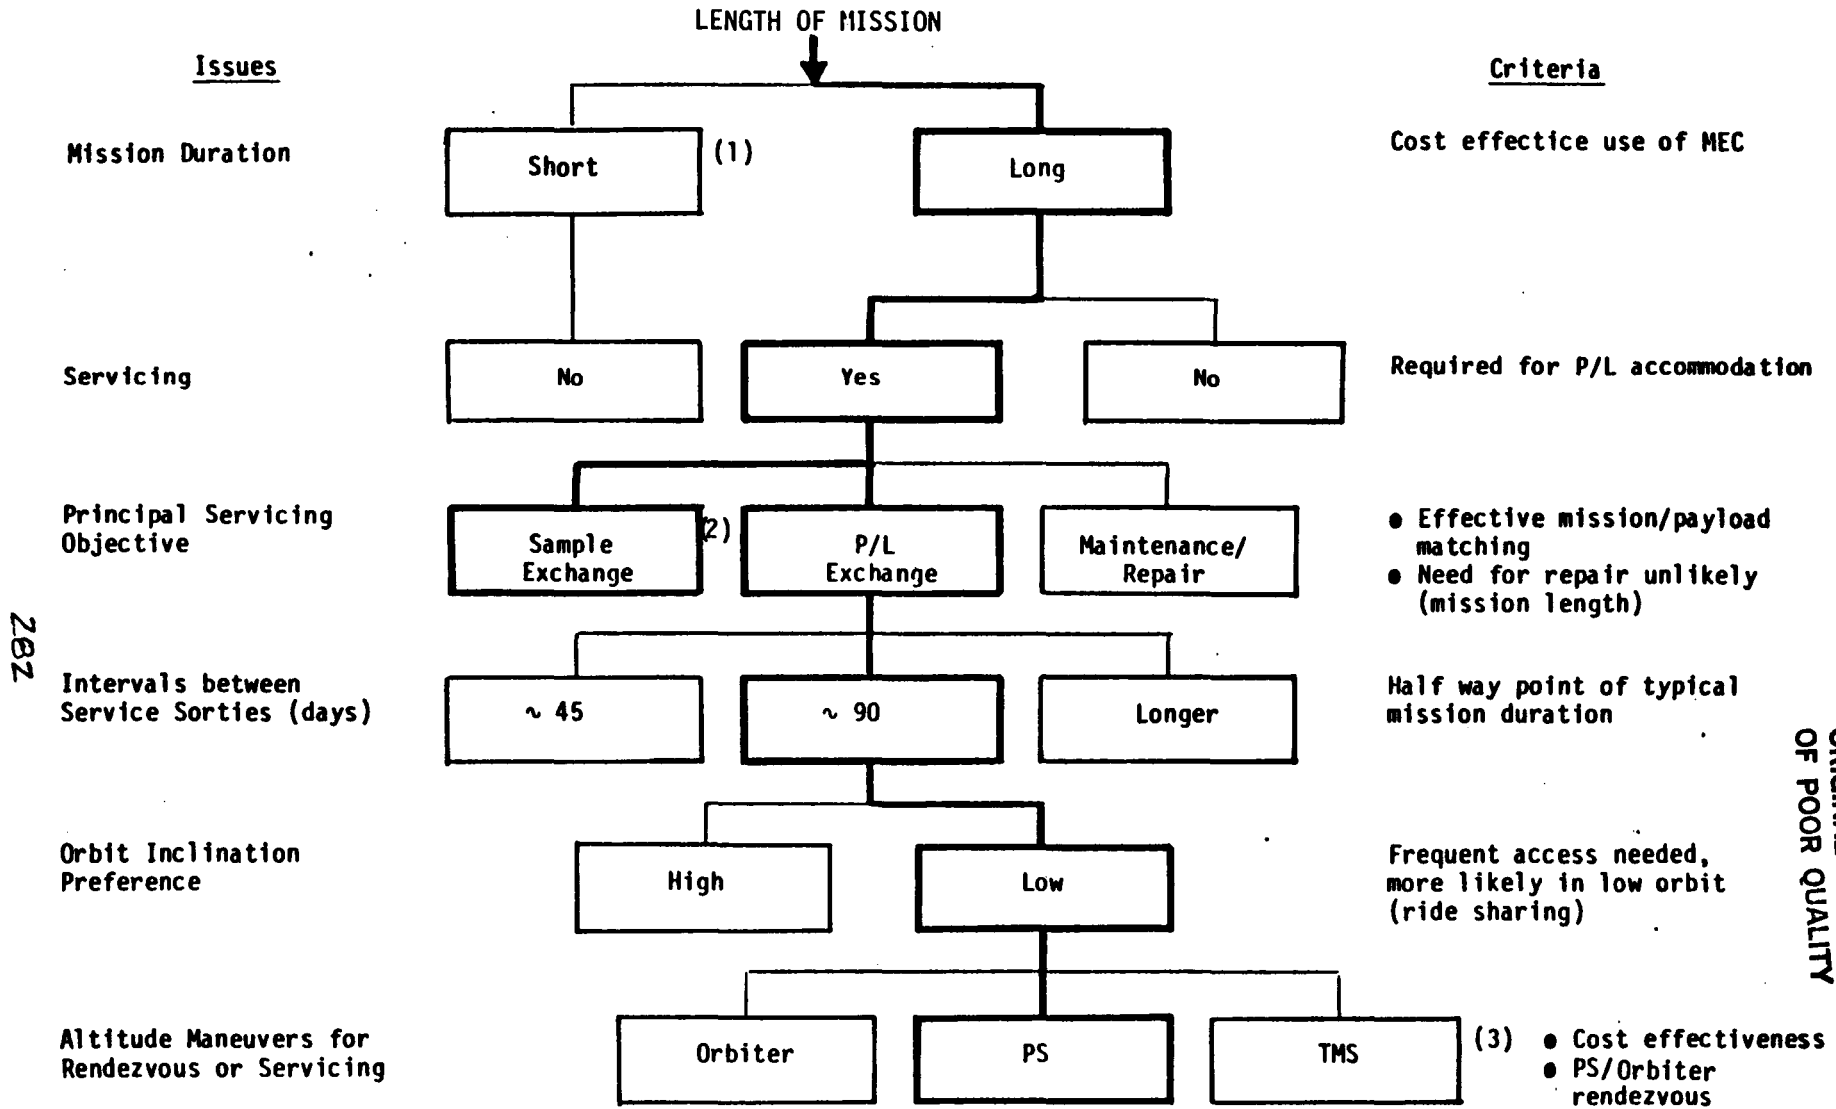 LENGTH OF MISSION
Issues
Criteria
Mission Duration
Short
(1)
Long
Cost effectice use of MEC
Servicing
No
Yes
No
Required for P/L accommodation
Principal Servicing
Objective
Sample
Exchange
(2)
P/L
Exchange
Maintenance/
Repair
● Effective mission/payload
matching
● Need for repair unlikely
(mission length)
Intervals between
Service Sorties (days)
~ 45
~ 90
Longer
Half way point of typical
mission duration
Orbit Inclination
Preference
High
Low
Frequent access needed,
more likely in low orbit
(ride sharing)
Altitude Maneuvers for
Rendezvous or Servicing
Orbiter
PS
TMS
(3)
● Cost effectiveness
● PS/Orbiter
rendezvous
282
OF POOR QUALITY